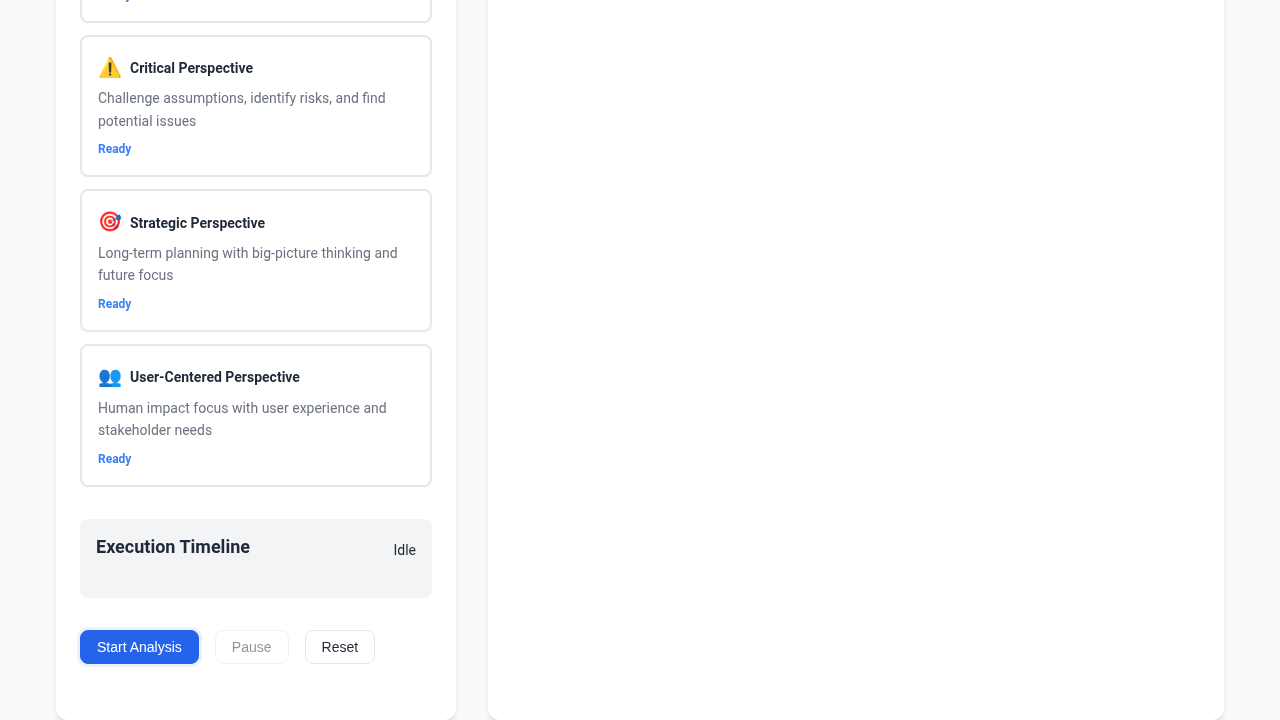 Critical Perspective
Challenge assumptions, identify risks, and find
potential issues
Ready
Strategic Perspective
Long-term planning with big-picture thinking and
future focus
Ready
User-Centered Perspective
Human impact focus with user experience and
stakeholder needs
Ready
Execution Timeline
Idle
Start Analysis
Pause
Reset